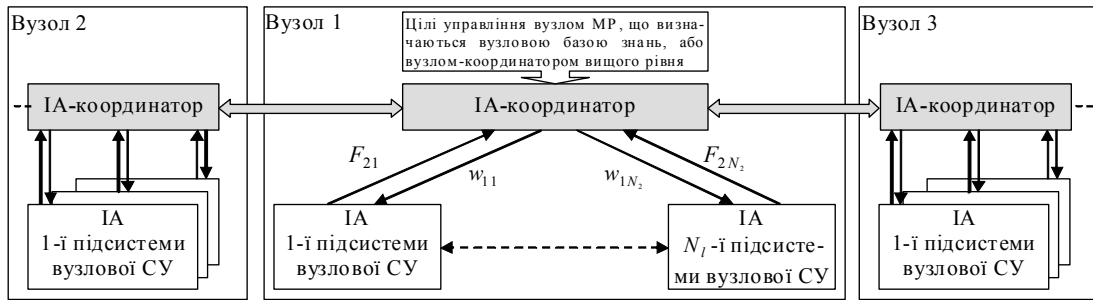 Вузол 2
ІА-координатор
ІА
1-ї підсистеми
вузлової СУ
Вузол 1
Цілі управління вузлом МР, що визна-
чаються вузловою базою знань, або
вузлом-координатором вищого рівня
ІА-координатор
F₂₁
w₁₁
w₁N₂
F₂N₂
ІА
1-ї підсистеми
вузлової СУ
ІА
N_l -ї підсисте-
ми вузлової СУ
Вузол 3
ІА-координатор
ІА
1-ї підсистеми
вузлової СУ